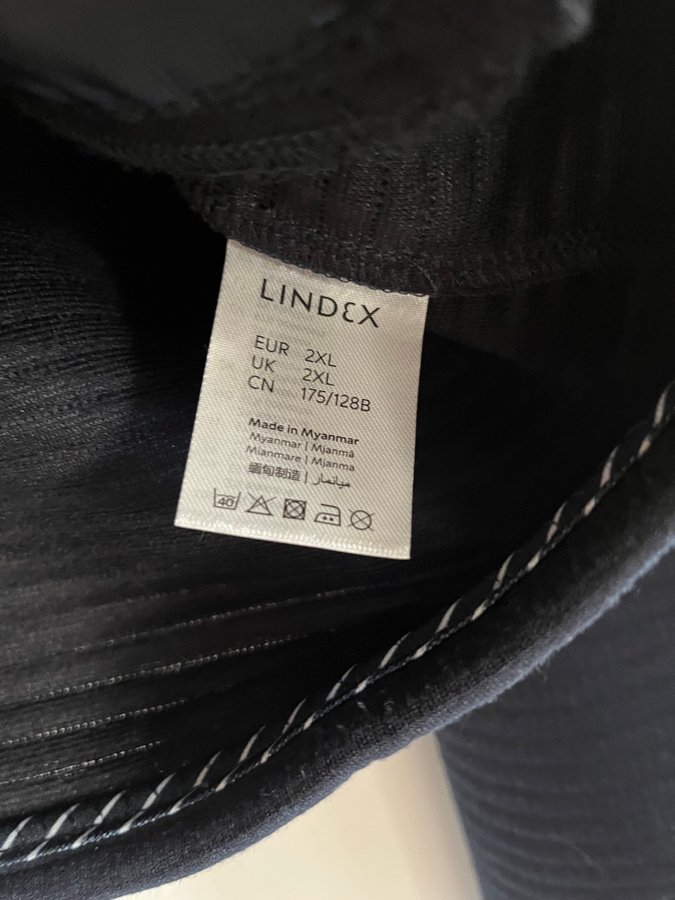 LINDEX
EUR 2XL
UK 2XL
CN 175/128B
Made in Myanmar
Myanmar | Mjanmá
Mianmare | Mjanma
缅甸制造 | ميانمار
40